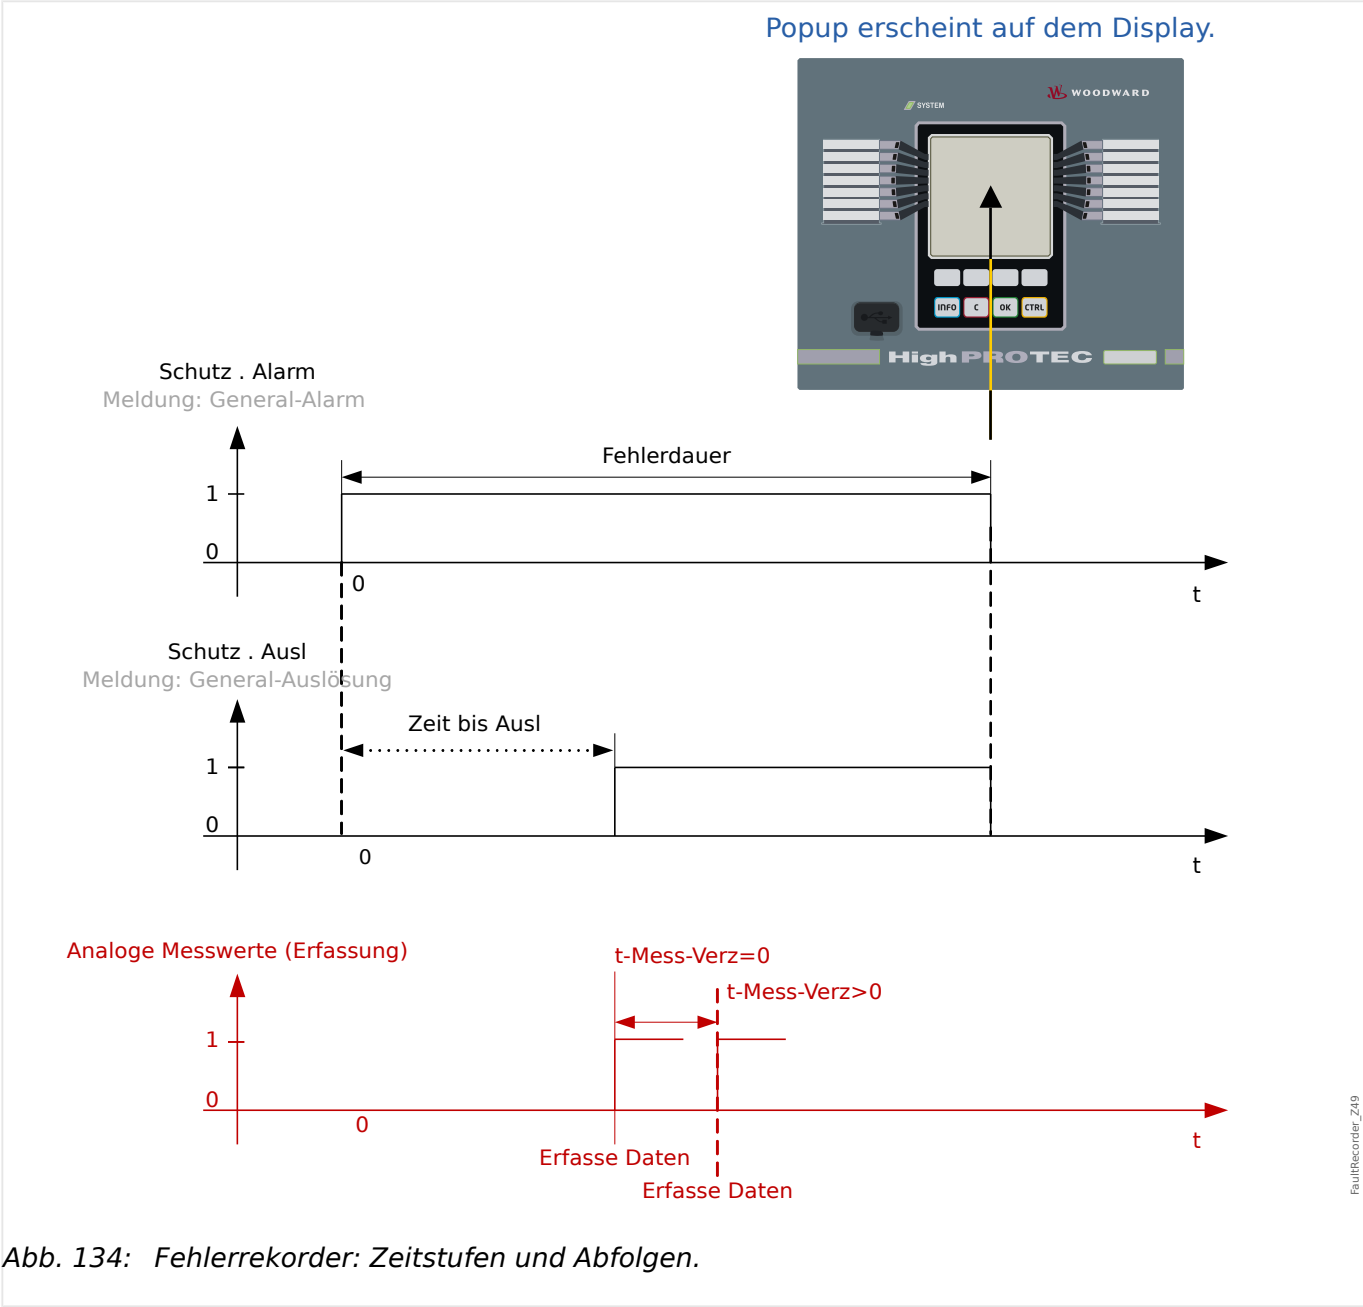 Popup erscheint auf dem Display.
WOODWARD
SYSTEM
INFO C OK CTRL
HighPROTEC
Schutz . Alarm
Meldung: General-Alarm
Fehlerdauer
1
0
0
t
Schutz . Ausl
Meldung: General-Auslösung
Zeit bis Ausl
1
0
0
t
Analoge Messwerte (Erfassung)
t-Mess-Verz=0
t-Mess-Verz>0
1
0
0
t
Erfasse Daten
Erfasse Daten
FaultRecorder_Z49
Abb. 134: Fehlerrekorder: Zeitstufen und Abfolgen.